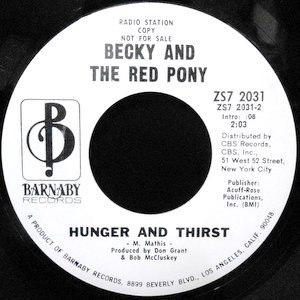 RADIO STATION
COPY
NOT FOR SALE
BECKY AND
THE RED PONY
ZS7 2031
ZS7 2031-2
Intro: :08
2:03
Distributed by
CBS Records,
CBS, Inc.,
51 West 52 Street,
New York City
Publisher:
Acuff-Rose
Publications,
Inc. (BMI)
B
BARNABY
RECORDS
HUNGER AND THIRST
- M. Mathis -
Produced by Don Grant
& Bob McCluskey
A PRODUCT OF BARNABY RECORDS, 8899 BEVERLY BLVD., LOS ANGELES, CALIF. 90048